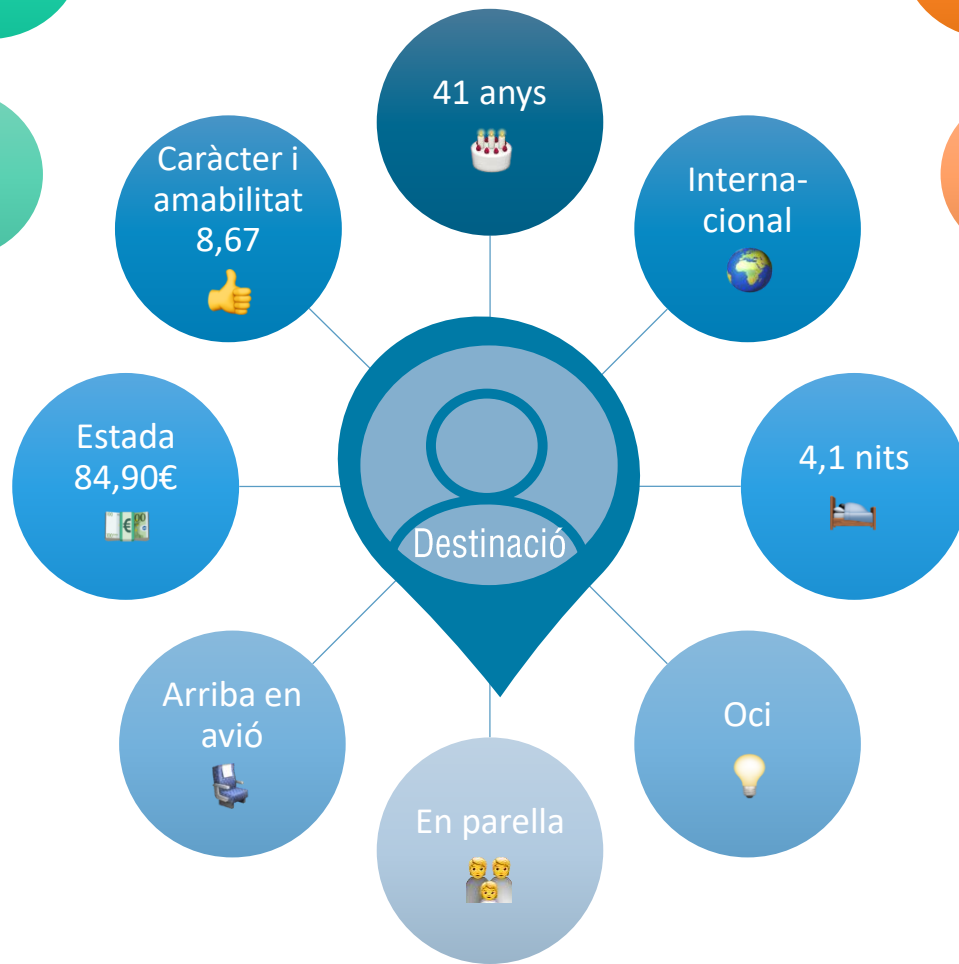 41 anys
Interna-
cional
4,1 nits
Oci
En parella
Arriba en
avió
Estada
84,90€
Caràcter i
amabilitat
8,67
Destinació